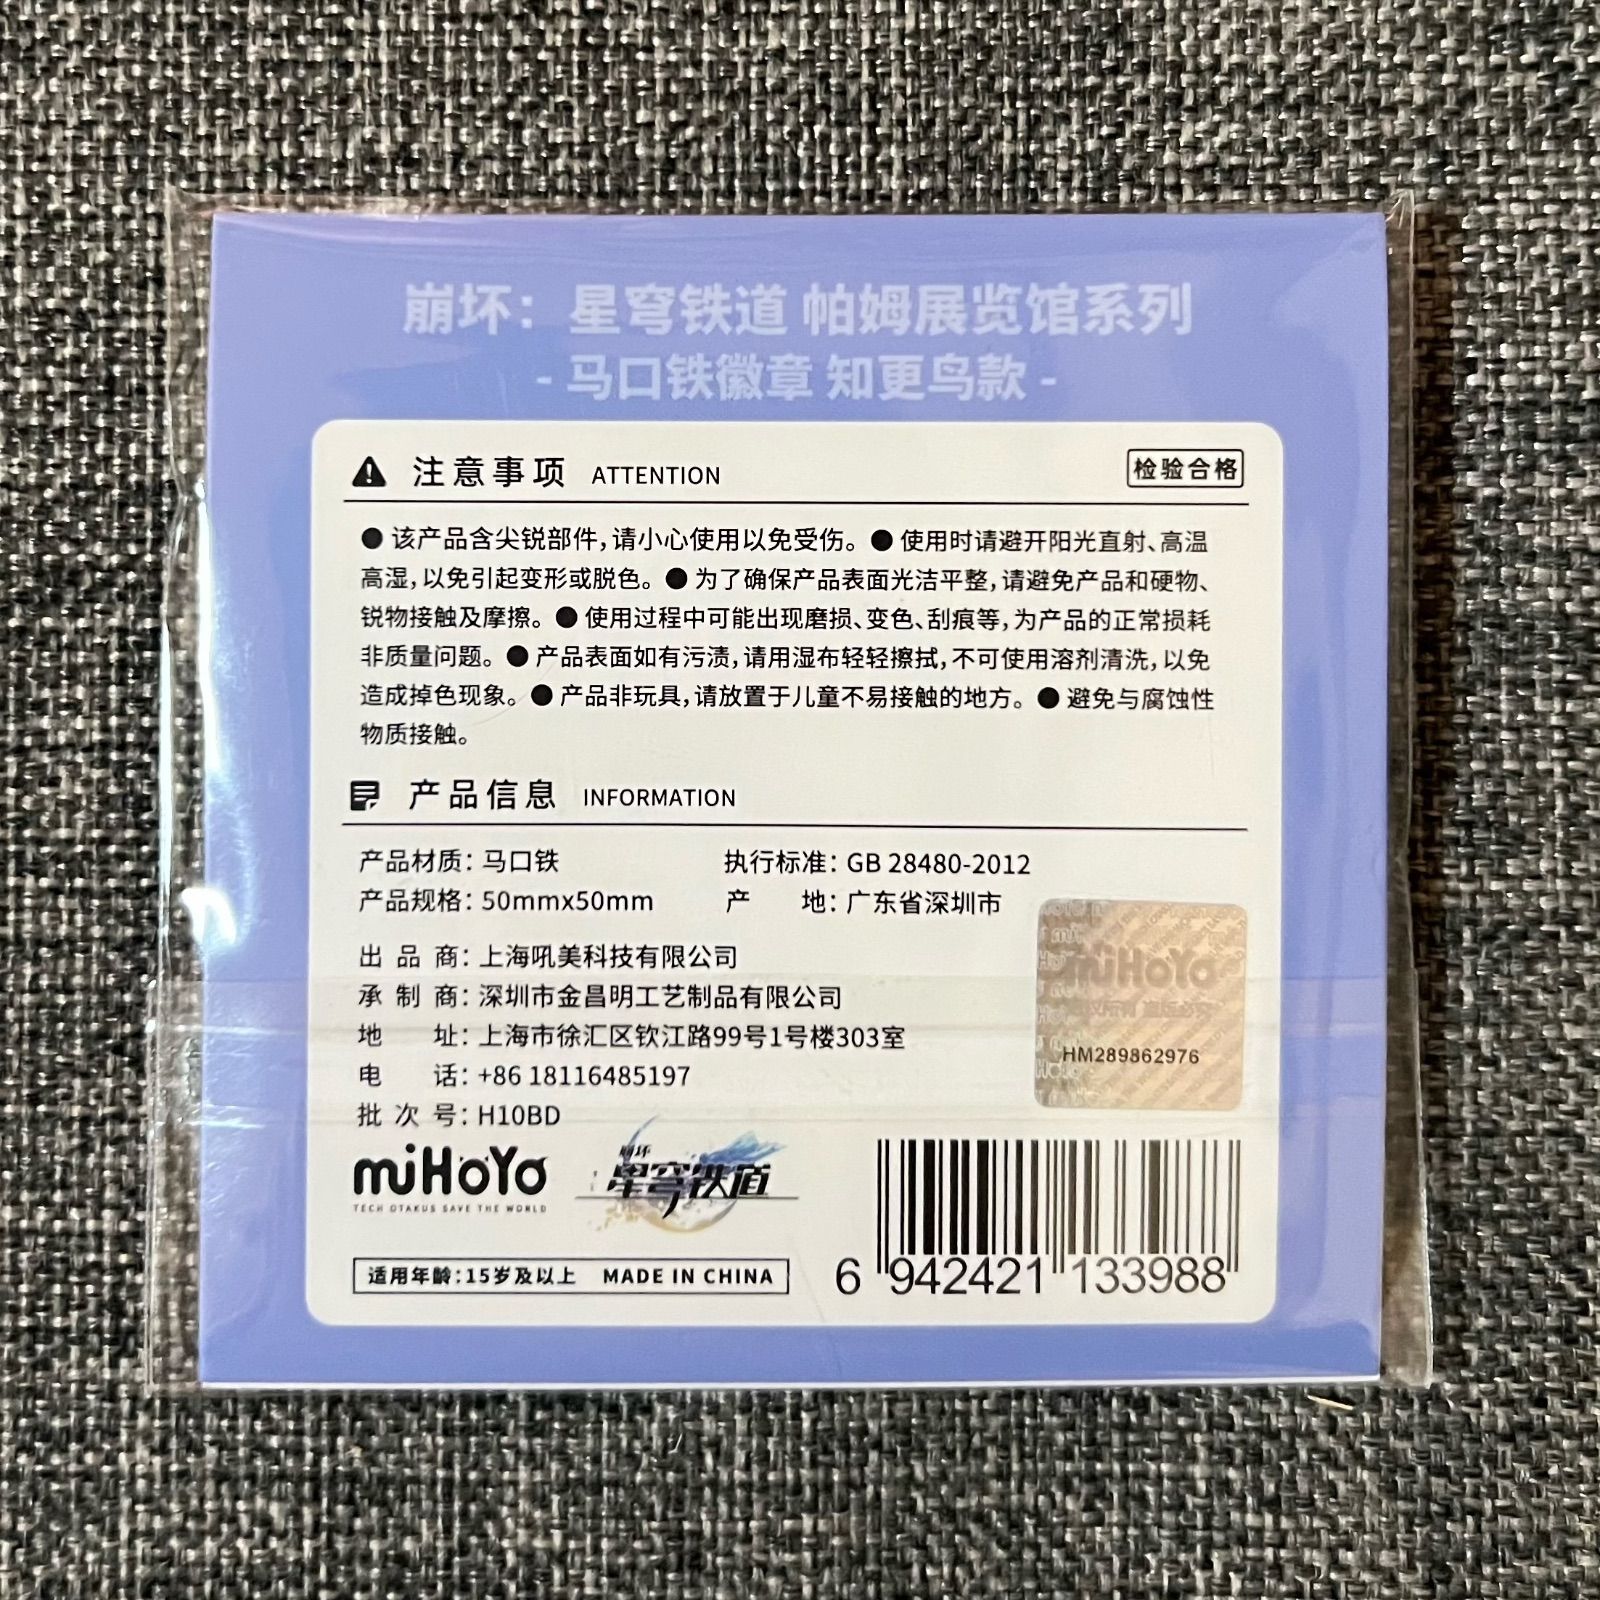 崩坏：星穹铁道 帕姆展览馆系列
- 马口铁徽章 知更鸟款 -
注意事项 ATTENTION
检验合格
● 该产品含尖锐部件，请小心使用以免受伤。● 使用时请避开阳光直射、高温
高湿，以免引起变形或脱色。● 为了确保产品表面光洁平整，请避免产品和硬物、
锐物接触及摩擦。● 使用过程中可能出现磨损、变色、刮痕等，为产品的正常损耗
非质量问题。● 产品表面如有污渍，请用湿布轻轻擦拭，不可使用溶剂清洗，以免
造成掉色现象。● 产品非玩具，请放置于儿童不易接触的地方。● 避免与腐蚀性
物质接触。
产品信息 INFORMATION
产品材质：马口铁 执行标准：GB 28480-2012
产品规格：50mmx50mm 产 地：广东省深圳市
出品商：上海吼美科技有限公司
承制商：深圳市金昌明工艺制品有限公司
地 址：上海市徐汇区钦江路99号1号楼303室
电 话：+86 18116485197
批次号：H10BD
miHoYo
HM289862976
miHoYo
TECH OTAKUS SAVE THE WORLD
崩坏
星穹铁道
适用年龄：15岁及以上 MADE IN CHINA
6 942421 133988